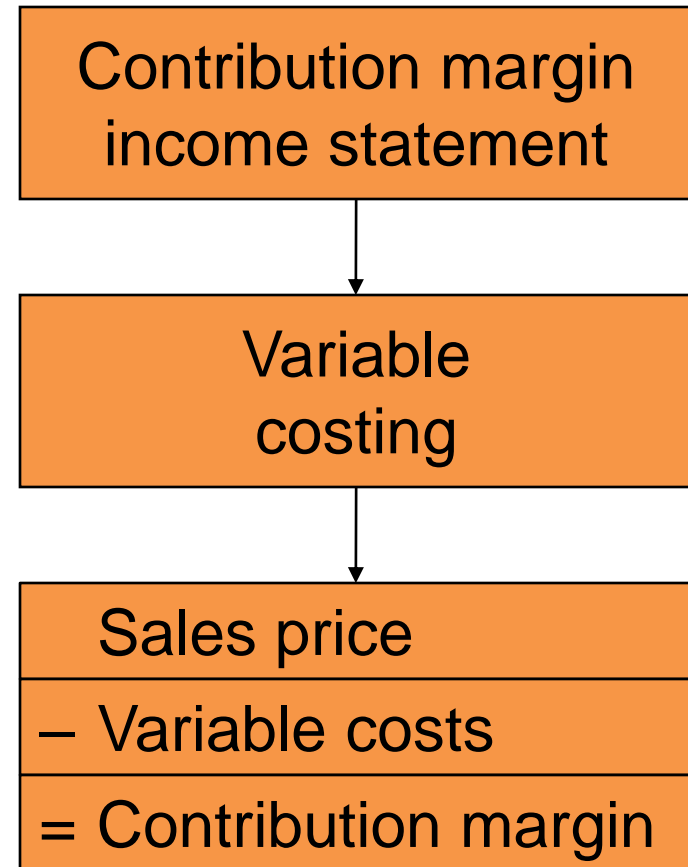 Contribution margin
income statement
Variable
costing
Sales price
– Variable costs
= Contribution margin